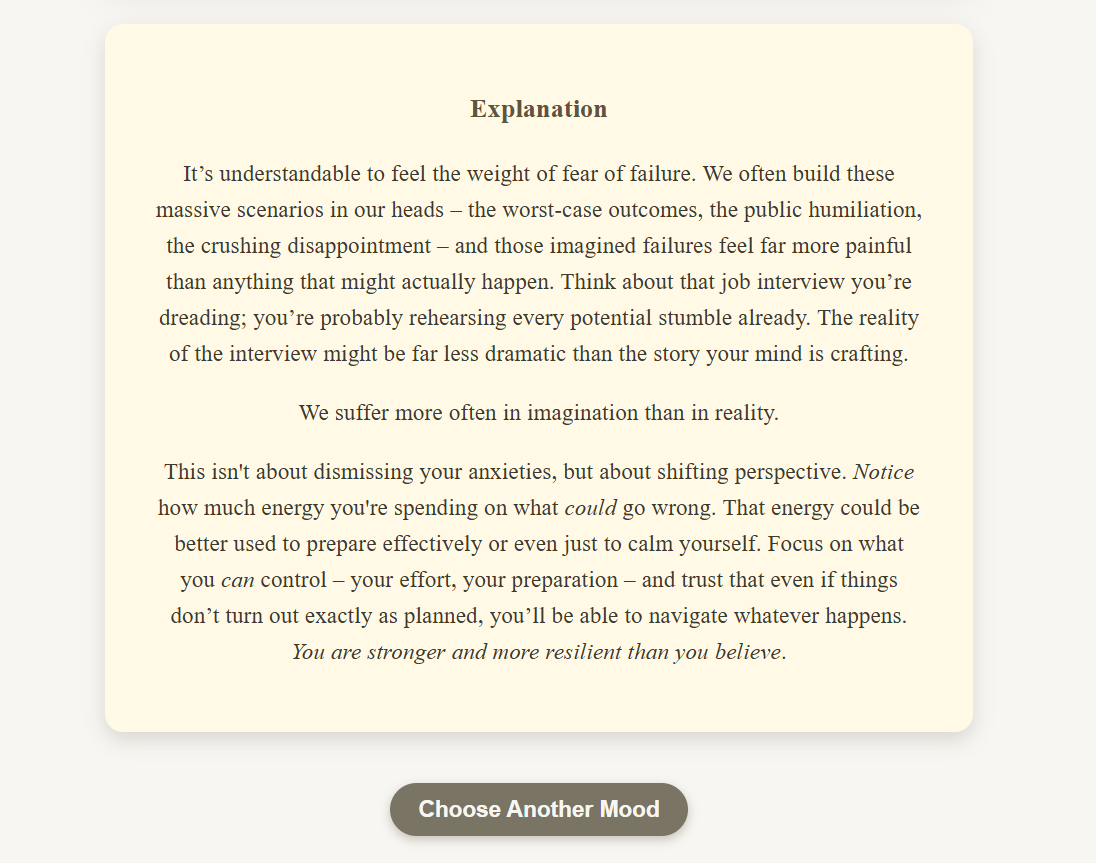 Explanation
It’s understandable to feel the weight of fear of failure. We often build these
massive scenarios in our heads – the worst-case outcomes, the public humiliation,
the crushing disappointment – and those imagined failures feel far more painful
than anything that might actually happen. Think about that job interview you’re
dreading; you’re probably rehearsing every potential stumble already. The reality
of the interview might be far less dramatic than the story your mind is crafting.
We suffer more often in imagination than in reality.
This isn't about dismissing your anxieties, but about shifting perspective. Notice
how much energy you're spending on what could go wrong. That energy could be
better used to prepare effectively or even just to calm yourself. Focus on what
you can control – your effort, your preparation – and trust that even if things
don’t turn out exactly as planned, you’ll be able to navigate whatever happens.
You are stronger and more resilient than you believe.
Choose Another Mood